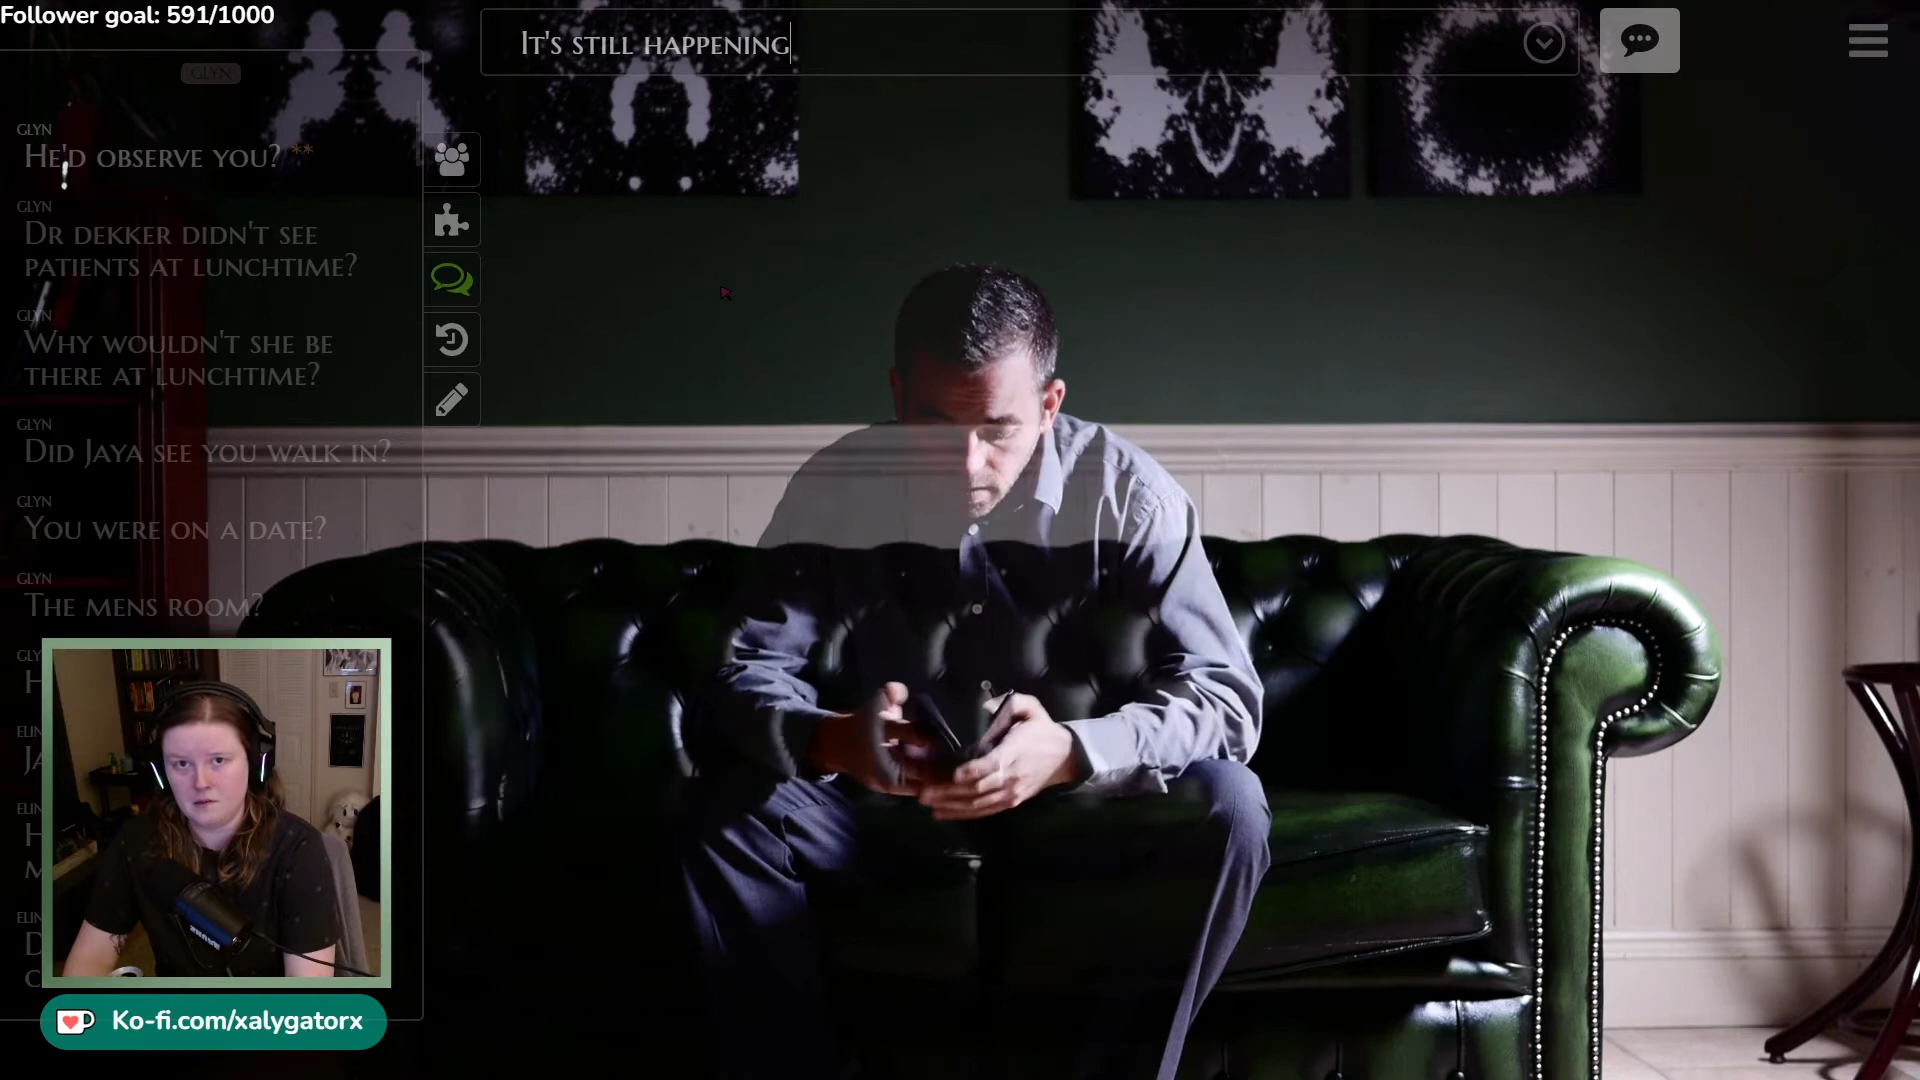 Follower goal: 591/1000
It's still happening
GLYN
GLYN
He'd observe you? **
GLYN
Dr dekker didn't see
patients at lunchtime?
GLYN
Why wouldn't she be
there at lunchtime?
GLYN
Did Jaya see you walk in?
GLYN
You were on a date?
GLYN
The mens room?
Ko-fi.com/xalygatorx